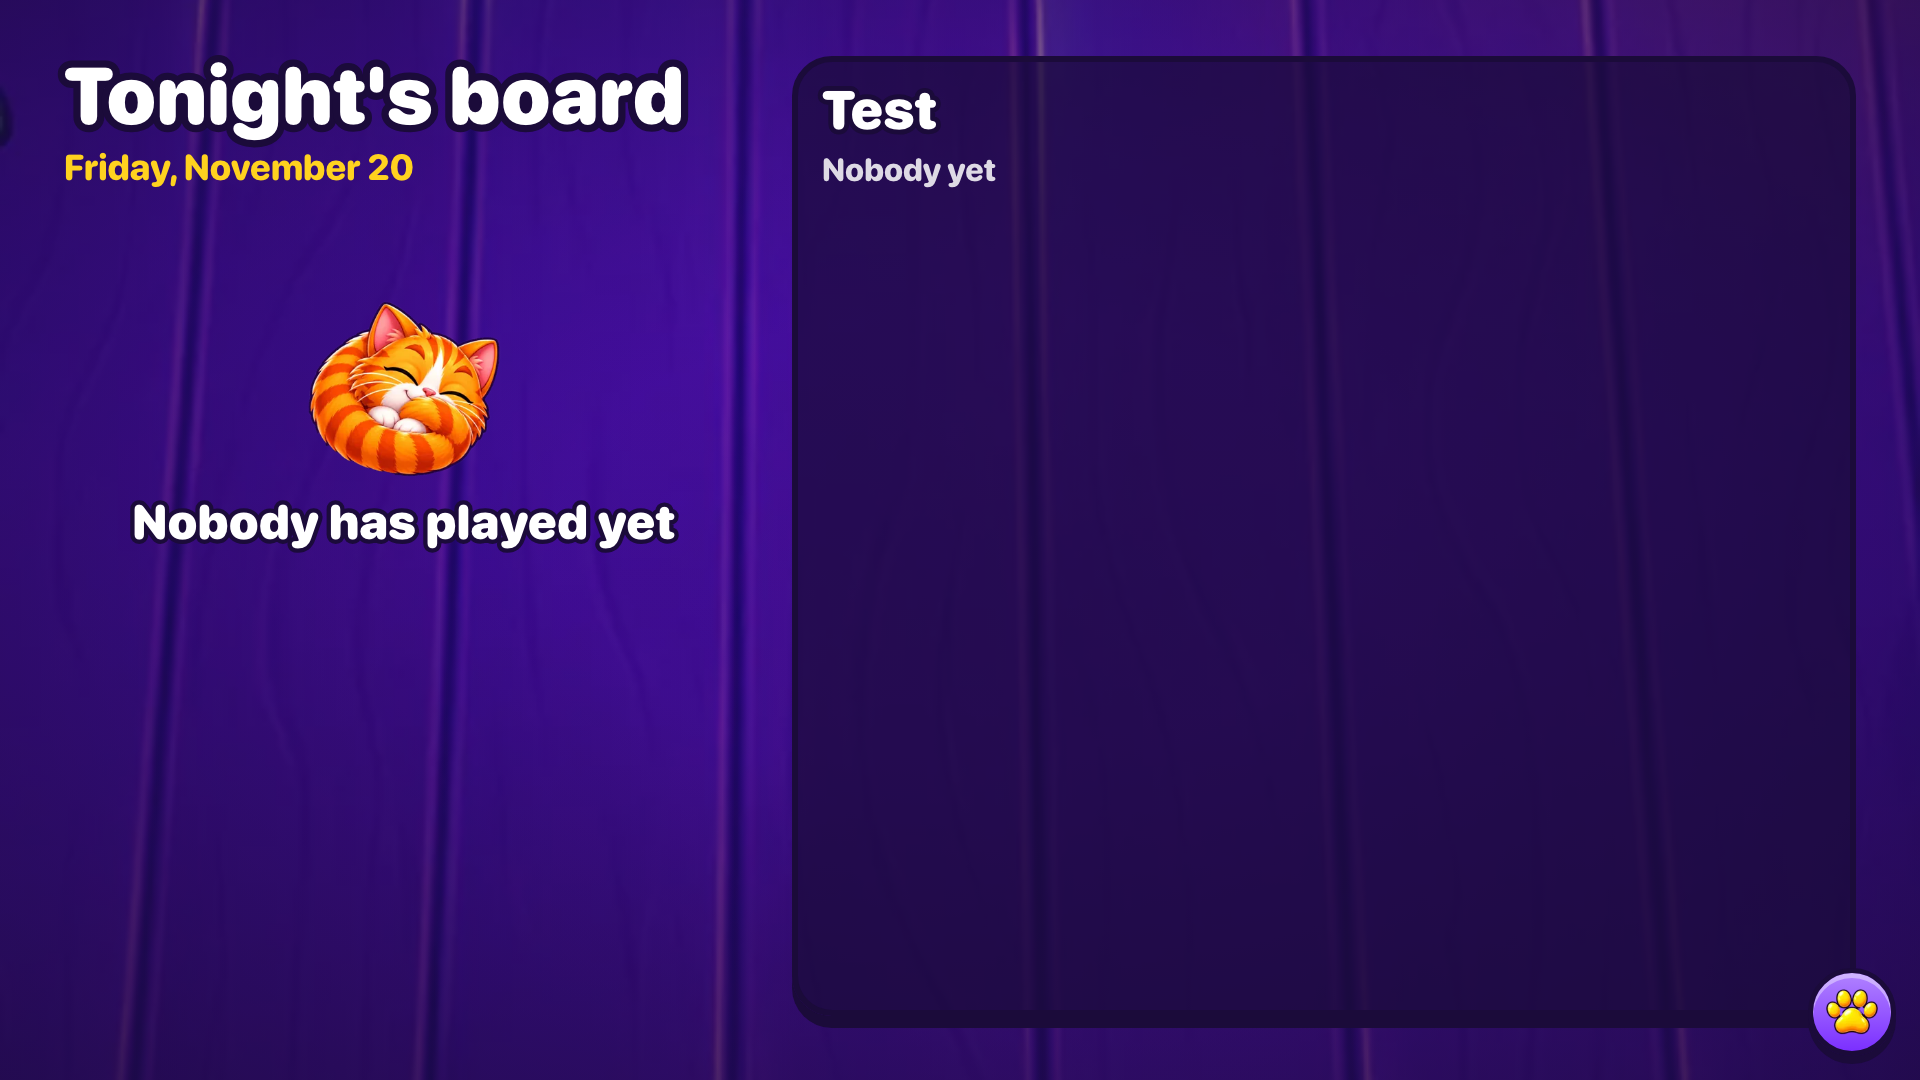 Tonight's board
Friday, November 20
Nobody has played yet
Test
Nobody yet